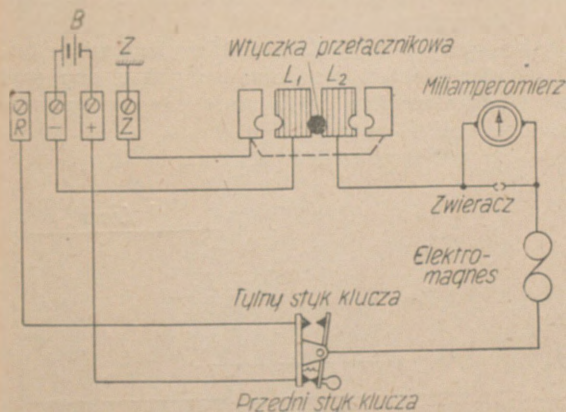 B
Z
Wtyczka przełącznikowa
L₁ L₂
Miliamperomierz
R - + Z
Zwieracz
Elektro-
magnes
Tylny styk klucza
Przedni styk klucza